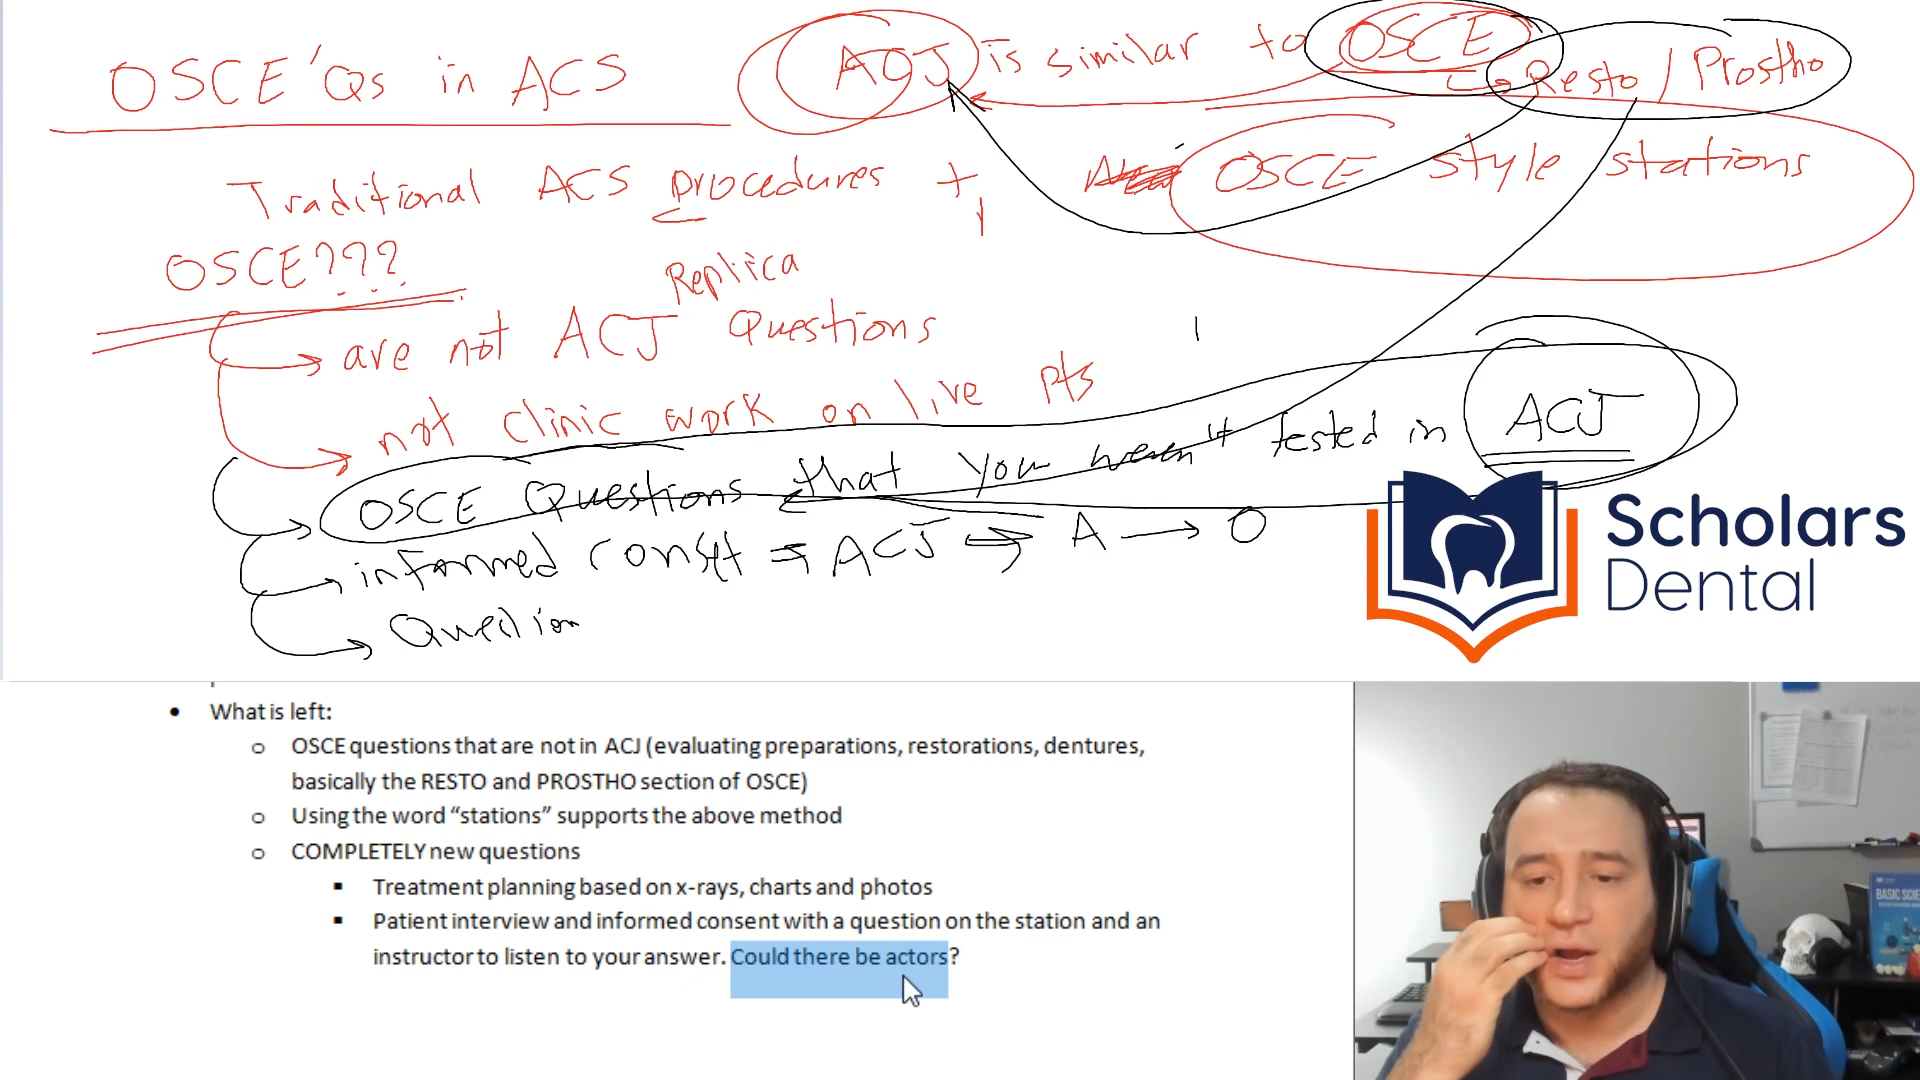 OSCE'Qs in ACS
ACJ is similar to OSCE
Resto / Prostho
Traditional ACS procedures +
OSCE style stations
OSCE???
Replica
are not ACJ Questions
not clinic work on live pts
OSCE Questions that you weren't tested in ACJ
informed conset = ACJ
A → O
Question
Scholars
Dental
• What is left:
o OSCE questions that are not in ACJ (evaluating preparations, restorations, dentures,
basically the RESTO and PROSTHO section of OSCE)
o Using the word “stations” supports the above method
o COMPLETELY new questions
▪ Treatment planning based on x-rays, charts and photos
▪ Patient interview and informed consent with a question on the station and an
instructor to listen to your answer. Could there be actors?
BASIC SCIE